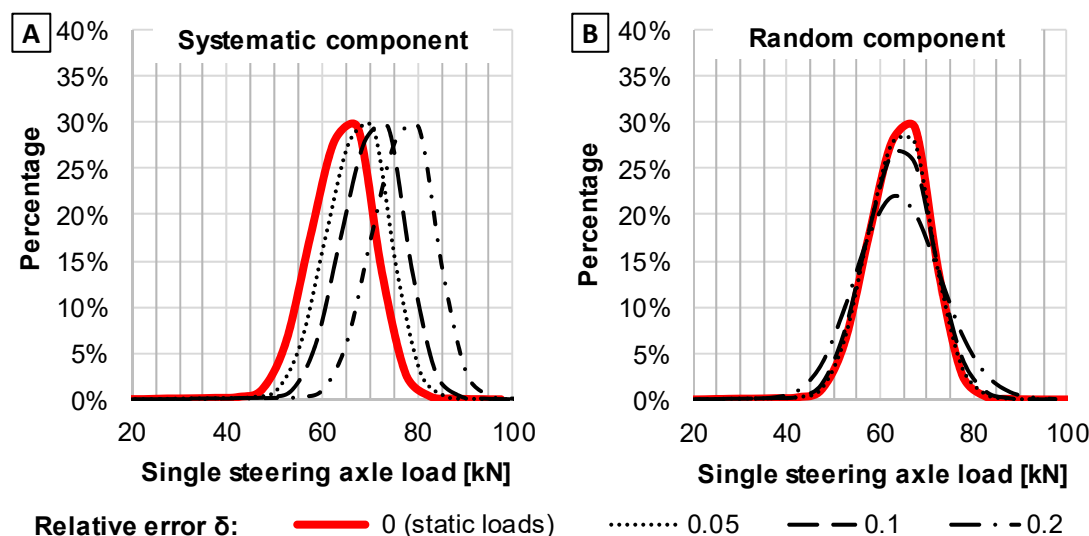 A
Systematic component
Percentage
40%
35%
30%
25%
20%
15%
10%
5%
0%
20 40 60 80 100
Single steering axle load [kN]
B
Random component
Percentage
40%
35%
30%
25%
20%
15%
10%
5%
0%
20 40 60 80 100
Single steering axle load [kN]
Relative error δ: 0 (static loads) 0.05 0.1 0.2